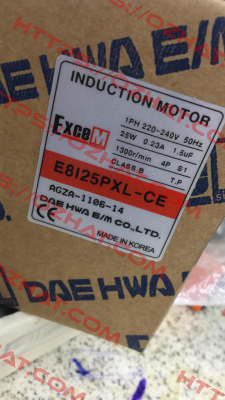 DAE HWA E/M
INDUCTION MOTOR
ExceM
1PH 220-240V 50Hz
25W 0.23A 1.5uF
1300r/min 4P S1
CLASS.B T.P
E8I25PXL-CE
AGZA-1106-14
DAE HWA E/M CO.,LTD.
CE
MADE IN KOREA
DAE HWA